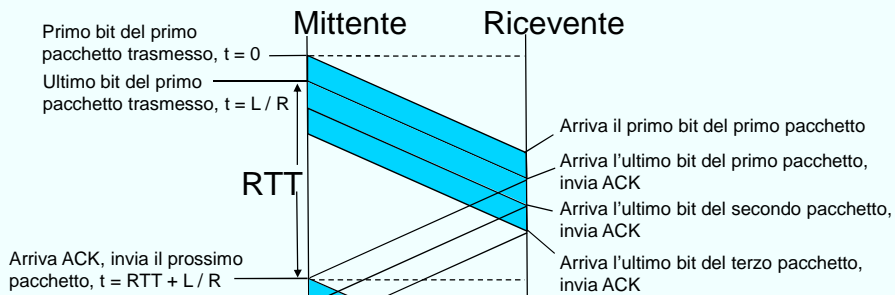 Mittente
Ricevente
Primo bit del primo
pacchetto trasmesso, t = 0
Ultimo bit del primo
pacchetto trasmesso, t = L / R
RTT
Arriva ACK, invia il prossimo
pacchetto, t = RTT + L / R
Arriva il primo bit del primo pacchetto
Arriva l'ultimo bit del primo pacchetto,
invia ACK
Arriva l'ultimo bit del secondo pacchetto,
invia ACK
Arriva l'ultimo bit del terzo pacchetto,
invia ACK